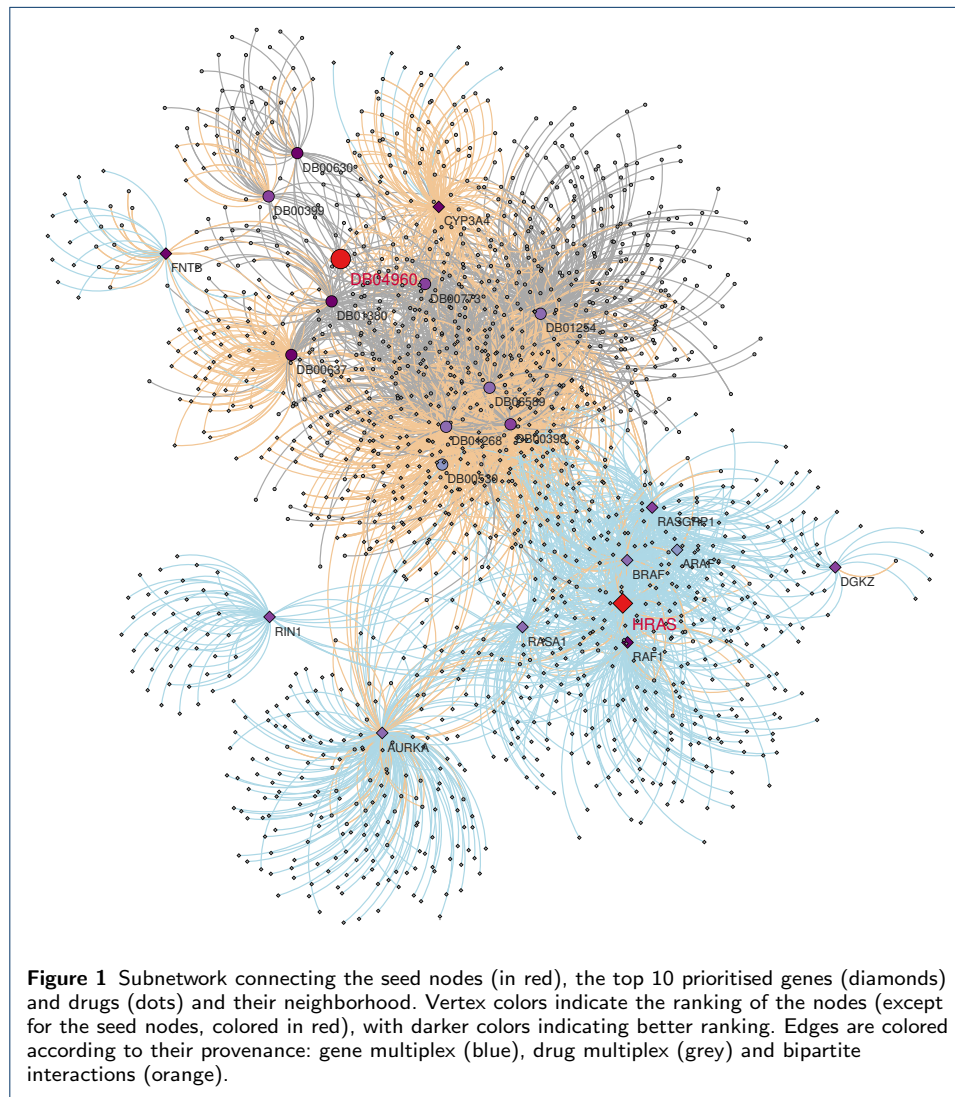 DB00630
DB00399
CYP3A4
FNTB
DB04960
DB00773
DB01380
DB01254
DB00637
DB06589
DB01268
DB00398
DB00530
RASGRP1
ARAF
BRAF
DGKZ
HRAS
RIN1
RASA1
RAF1
AURKA
Figure 1 Subnetwork connecting the seed nodes (in red), the top 10 prioritised genes (diamonds)
and drugs (dots) and their neighborhood. Vertex colors indicate the ranking of the nodes (except
for the seed nodes, colored in red), with darker colors indicating better ranking. Edges are colored
according to their provenance: gene multiplex (blue), drug multiplex (grey) and bipartite
interactions (orange).